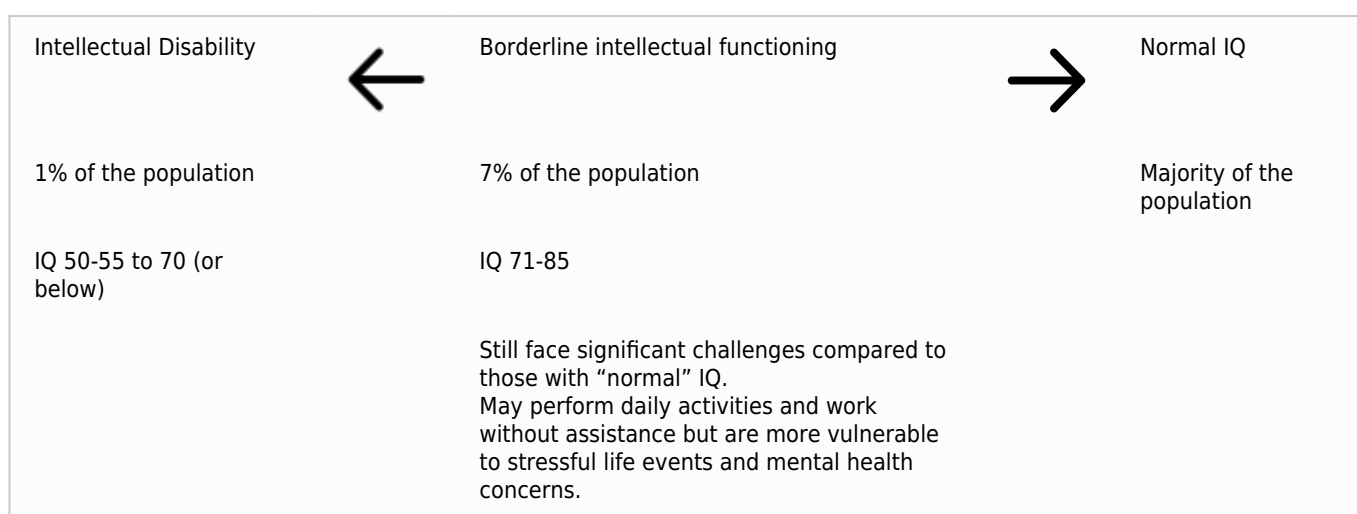 Intellectual Disability
Borderline intellectual functioning
Normal IQ
1% of the population
7% of the population
Majority of the
population
IQ 50-55 to 70 (or
below)
IQ 71-85
Still face significant challenges compared to
those with “normal” IQ.
May perform daily activities and work
without assistance but are more vulnerable
to stressful life events and mental health
concerns.